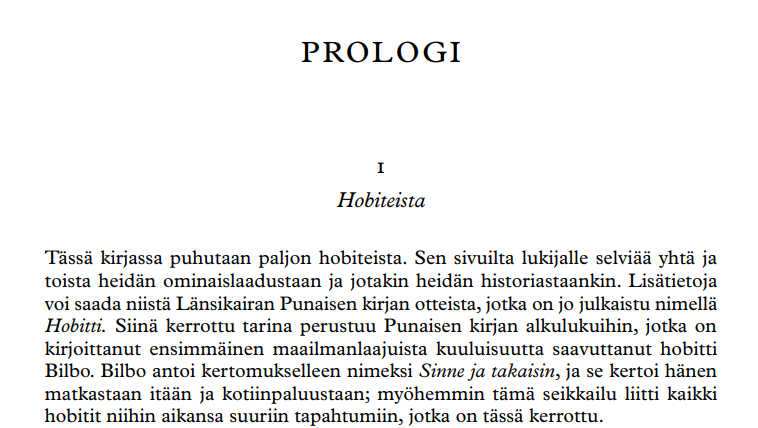 PROLOGI
1
Hobiteista
Tässä kirjassa puhutaan paljon hobiteista. Sen sivuilta lukijalle selviää yhtä ja
toista heidän ominaislaadustaan ja jotakin heidän historiastaankin. Lisätietoja
voi saada niistä Länsikairan Punaisen kirjan otteista, jotka on jo julkaistu nimellä
Hobitti. Siinä kerrottu tarina perustuu Punaisen kirjan alkulukuihin, jotka on
kirjoittanut ensimmäinen maailmanlaajuista kuuluisuutta saavuttanut hobitti
Bilbo. Bilbo antoi kertomukselleen nimeksi Sinne ja takaisin, ja se kertoi hänen
matkastaan itään ja kotiinpaluustaan; myöhemmin tämä seikkailu liitti kaikki
hobitit niihin aikansa suuriin tapahtumiin, jotka on tässä kerrottu.